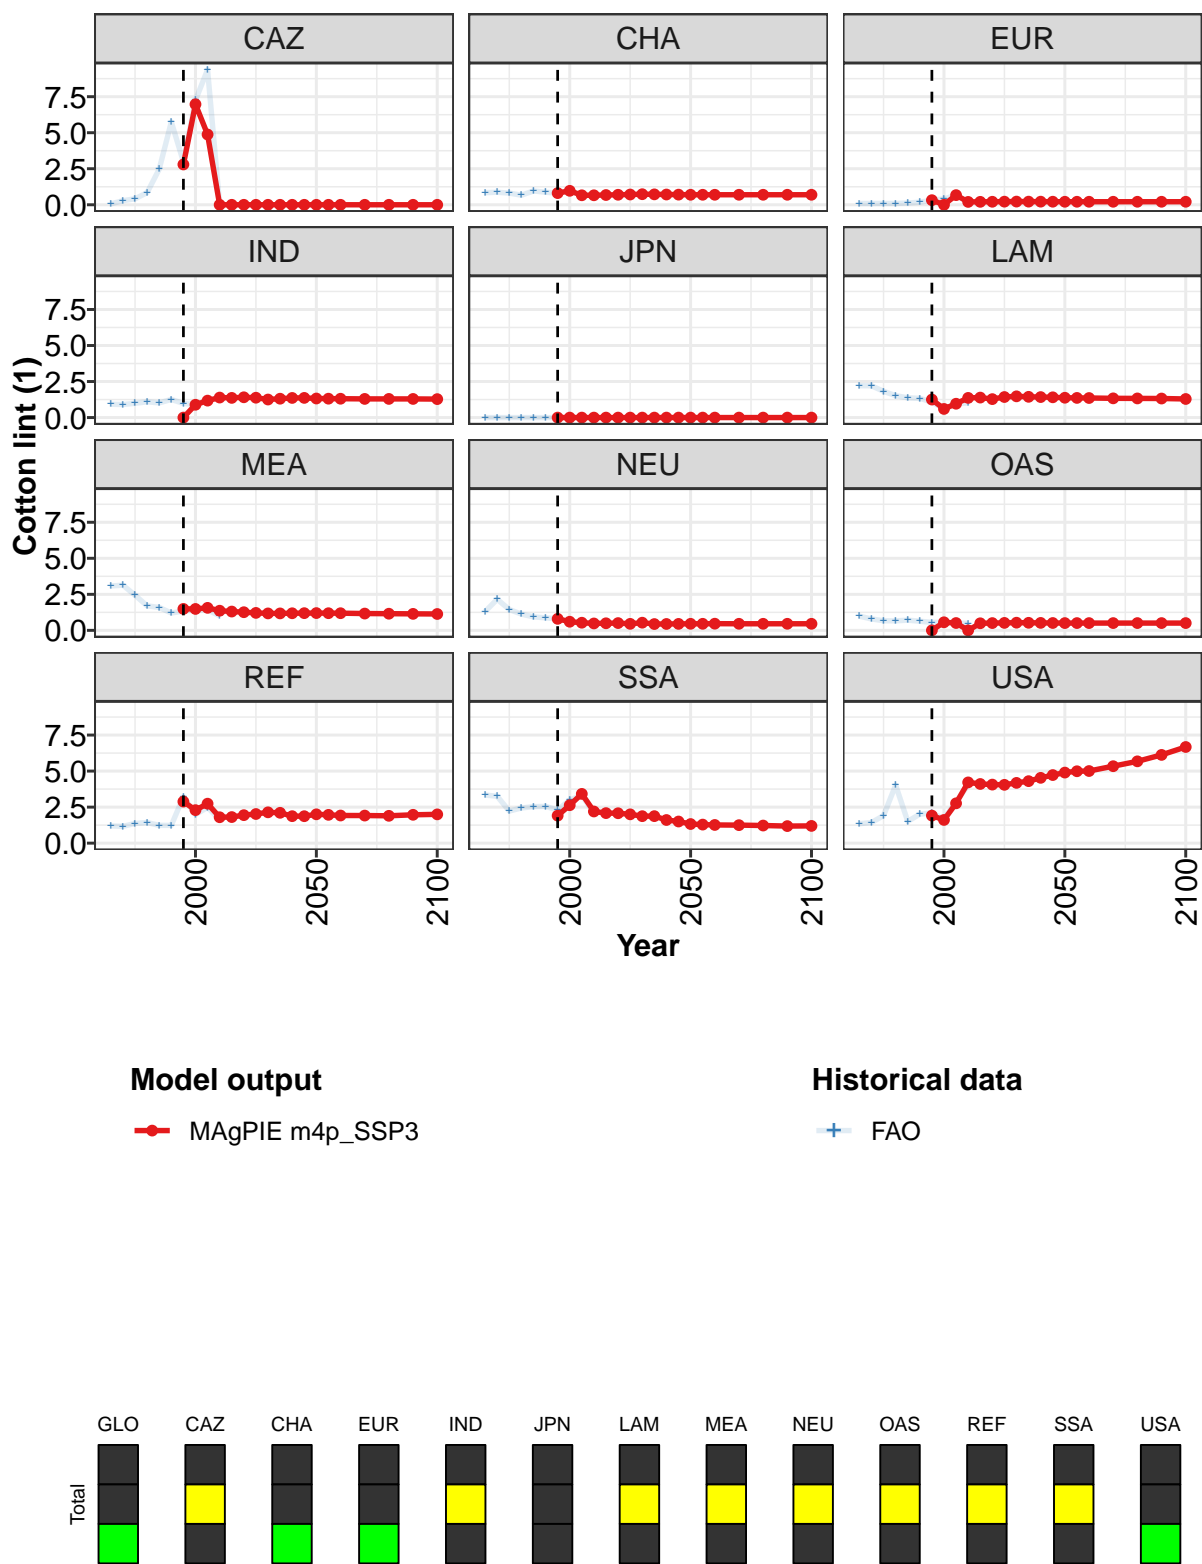 CAZ CHA EUR
7.5
5.0
2.5
0.0
IND JPN LAM
7.5
5.0
2.5
0.0
MEA NEU OAS
7.5
5.0
2.5
0.0
REF SSA USA
7.5
5.0
2.5
0.0
Cotton lint (1)
2000 2050 2100 2000 2050 2100 2000 2050 2100
Year
Model output Historical data
MAgPIE m4p_SSP3 FAO
GLO CAZ CHA EUR IND JPN LAM MEA NEU OAS REF SSA USA
Total